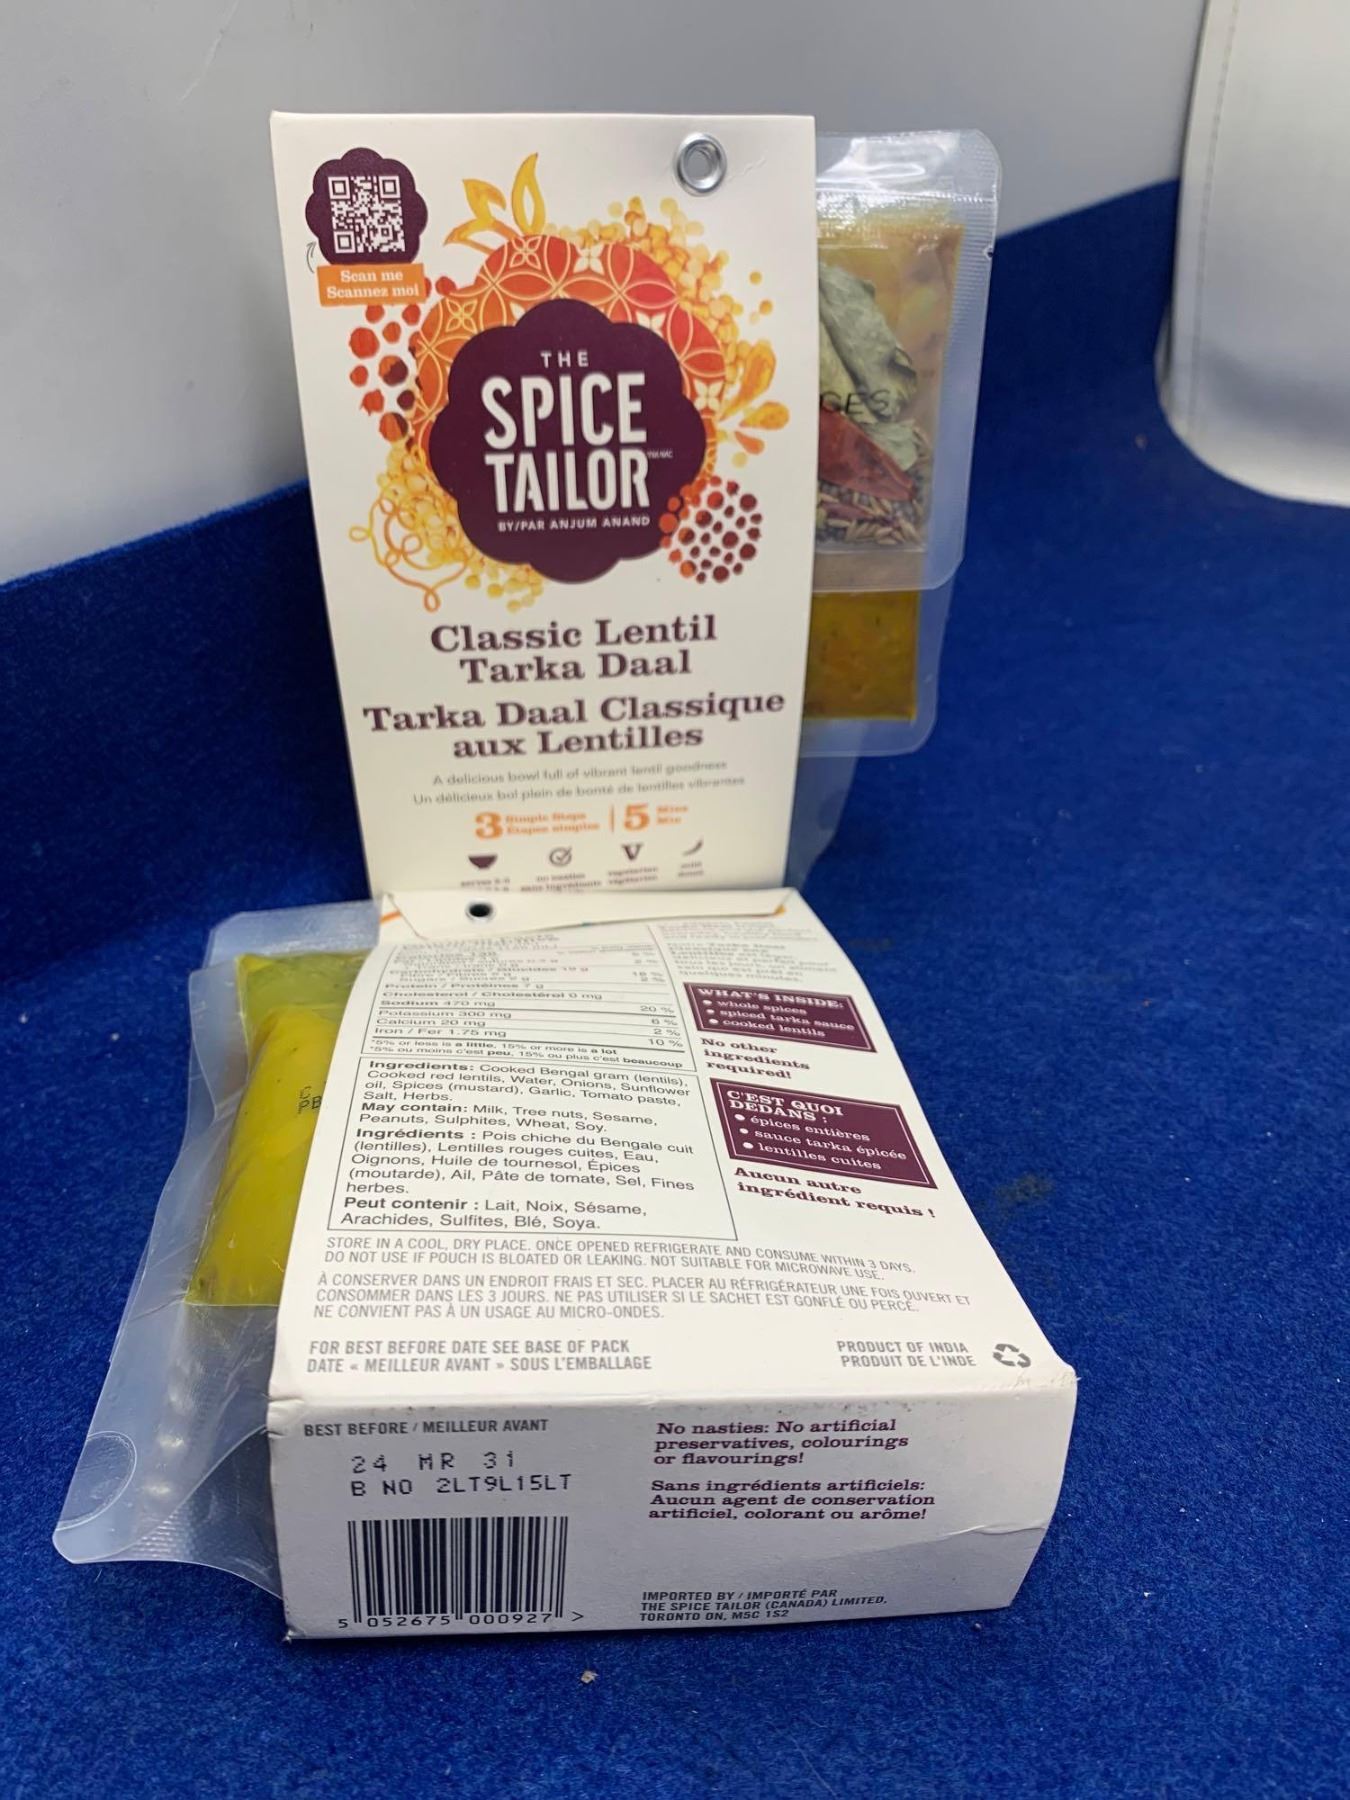 Scan me
Scannez moi
THE
SPICE
TAILOR
BY/PAR ANJUM ANAND
GES
Classic Lentil
Tarka Daal
Tarka Daal Classique
aux Lentilles
A delicious bowl full of vibrant lentil goodness
Un délicieux bol plein de bonté de lentilles vibrantes
3 Simple Steps
Étapes simples
5 Mins
Min
V
Protein / Protéines 7 g
Cholesterol / Cholestérol 0 mg
Sodium 470 mg 20 %
Potassium 300 mg 6 %
Calcium 20 mg 2 %
Iron / Fer 1.75 mg 10 %
*5% or less is a little, 15% or more is a lot
*5% ou moins c'est peu, 15% ou plus c'est beaucoup
Ingredients: Cooked Bengal gram (lentils),
Cooked red lentils, Water, Onions, Sunflower
oil, Spices (mustard), Garlic, Tomato paste,
Salt, Herbs.
May contain: Milk, Tree nuts, Sesame,
Peanuts, Sulphites, Wheat, Soy.
Ingrédients : Pois chiche du Bengale cuit
(lentilles), Lentilles rouges cuites, Eau,
Oignons, Huile de tournesol, Épices
(moutarde), Ail, Pâte de tomate, Sel, Fines
herbes.
Peut contenir : Lait, Noix, Sésame,
Arachides, Sulfites, Blé, Soya.
WHAT'S INSIDE:
• whole spices
• spiced tarka sauce
• cooked lentils
No other
ingredients
required!
C'EST QUOI
DEDANS :
• épices entières
• sauce tarka épicée
• lentilles cuites
Aucun autre
ingrédient requis !
STORE IN A COOL, DRY PLACE. ONCE OPENED REFRIGERATE AND CONSUME WITHIN 3 DAYS.
DO NOT USE IF POUCH IS BLOATED OR LEAKING. NOT SUITABLE FOR MICROWAVE USE.
À CONSERVER DANS UN ENDROIT FRAIS ET SEC. PLACER AU RÉFRIGÉRATEUR UNE FOIS OUVERT ET
CONSOMMER DANS LES 3 JOURS. NE PAS UTILISER SI LE SACHET EST GONFLÉ OU PERCÉ.
NE CONVIENT PAS À UN USAGE AU MICRO-ONDES.
FOR BEST BEFORE DATE SEE BASE OF PACK
DATE « MEILLEUR AVANT » SOUS L'EMBALLAGE
PRODUCT OF INDIA
PRODUIT DE L'INDE
BEST BEFORE / MEILLEUR AVANT
24 MR 31
B NO 2LT9L15LT
5 052675 000927 >
No nasties: No artificial
preservatives, colourings
or flavourings!
Sans ingrédients artificiels:
Aucun agent de conservation
artificiel, colorant ou arôme!
IMPORTED BY / IMPORTÉ PAR
THE SPICE TAILOR (CANADA) LIMITED,
TORONTO ON, M5C 1S2